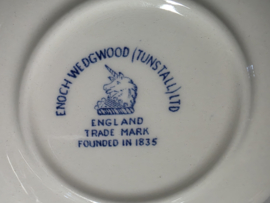 ENOCH WEDGWOOD (TUNSTALL) LTD
ENGLAND
TRADE MARK
FOUNDED IN 1835